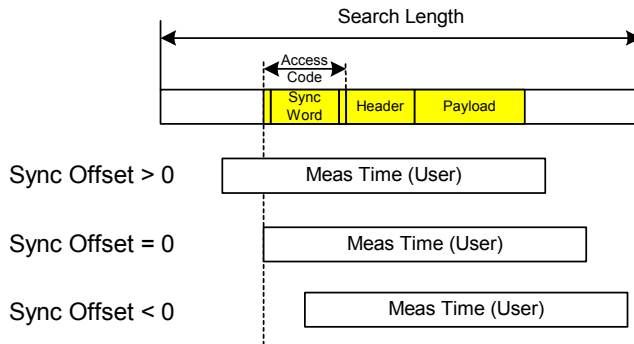 Search Length
Access
Code
Sync
Word
Header
Payload
Sync Offset > 0
Meas Time (User)
Sync Offset = 0
Meas Time (User)
Sync Offset < 0
Meas Time (User)